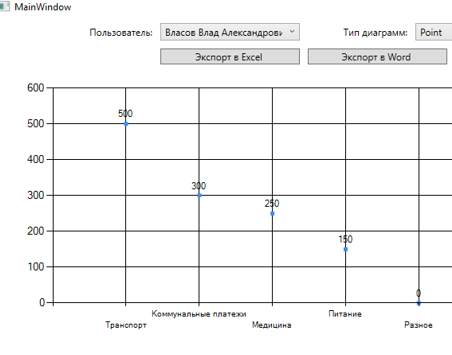 MainWindow
Пользователь: Власов Влад Александрови Тип диаграмм: Point
Экспорт в Excel Экспорт в Word
600
500
500
400
300
300
250
200
150
100
0
0
Коммунальные платежи Питание
Транспорт Медицина Разное